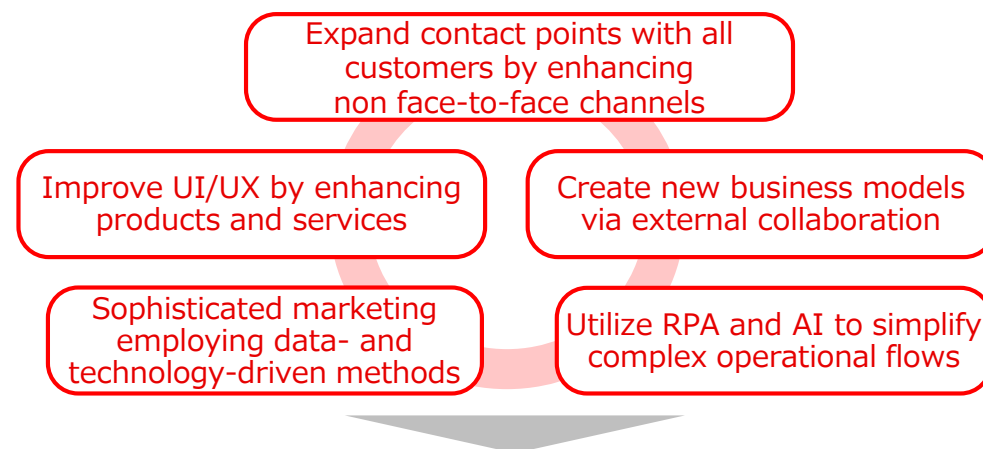 Expand contact points with all
customers by enhancing
non face-to-face channels
Improve UI/UX by enhancing
products and services
Create new business models
via external collaboration
Sophisticated marketing
employing data- and
technology-driven methods
Utilize RPA and AI to simplify
complex operational flows